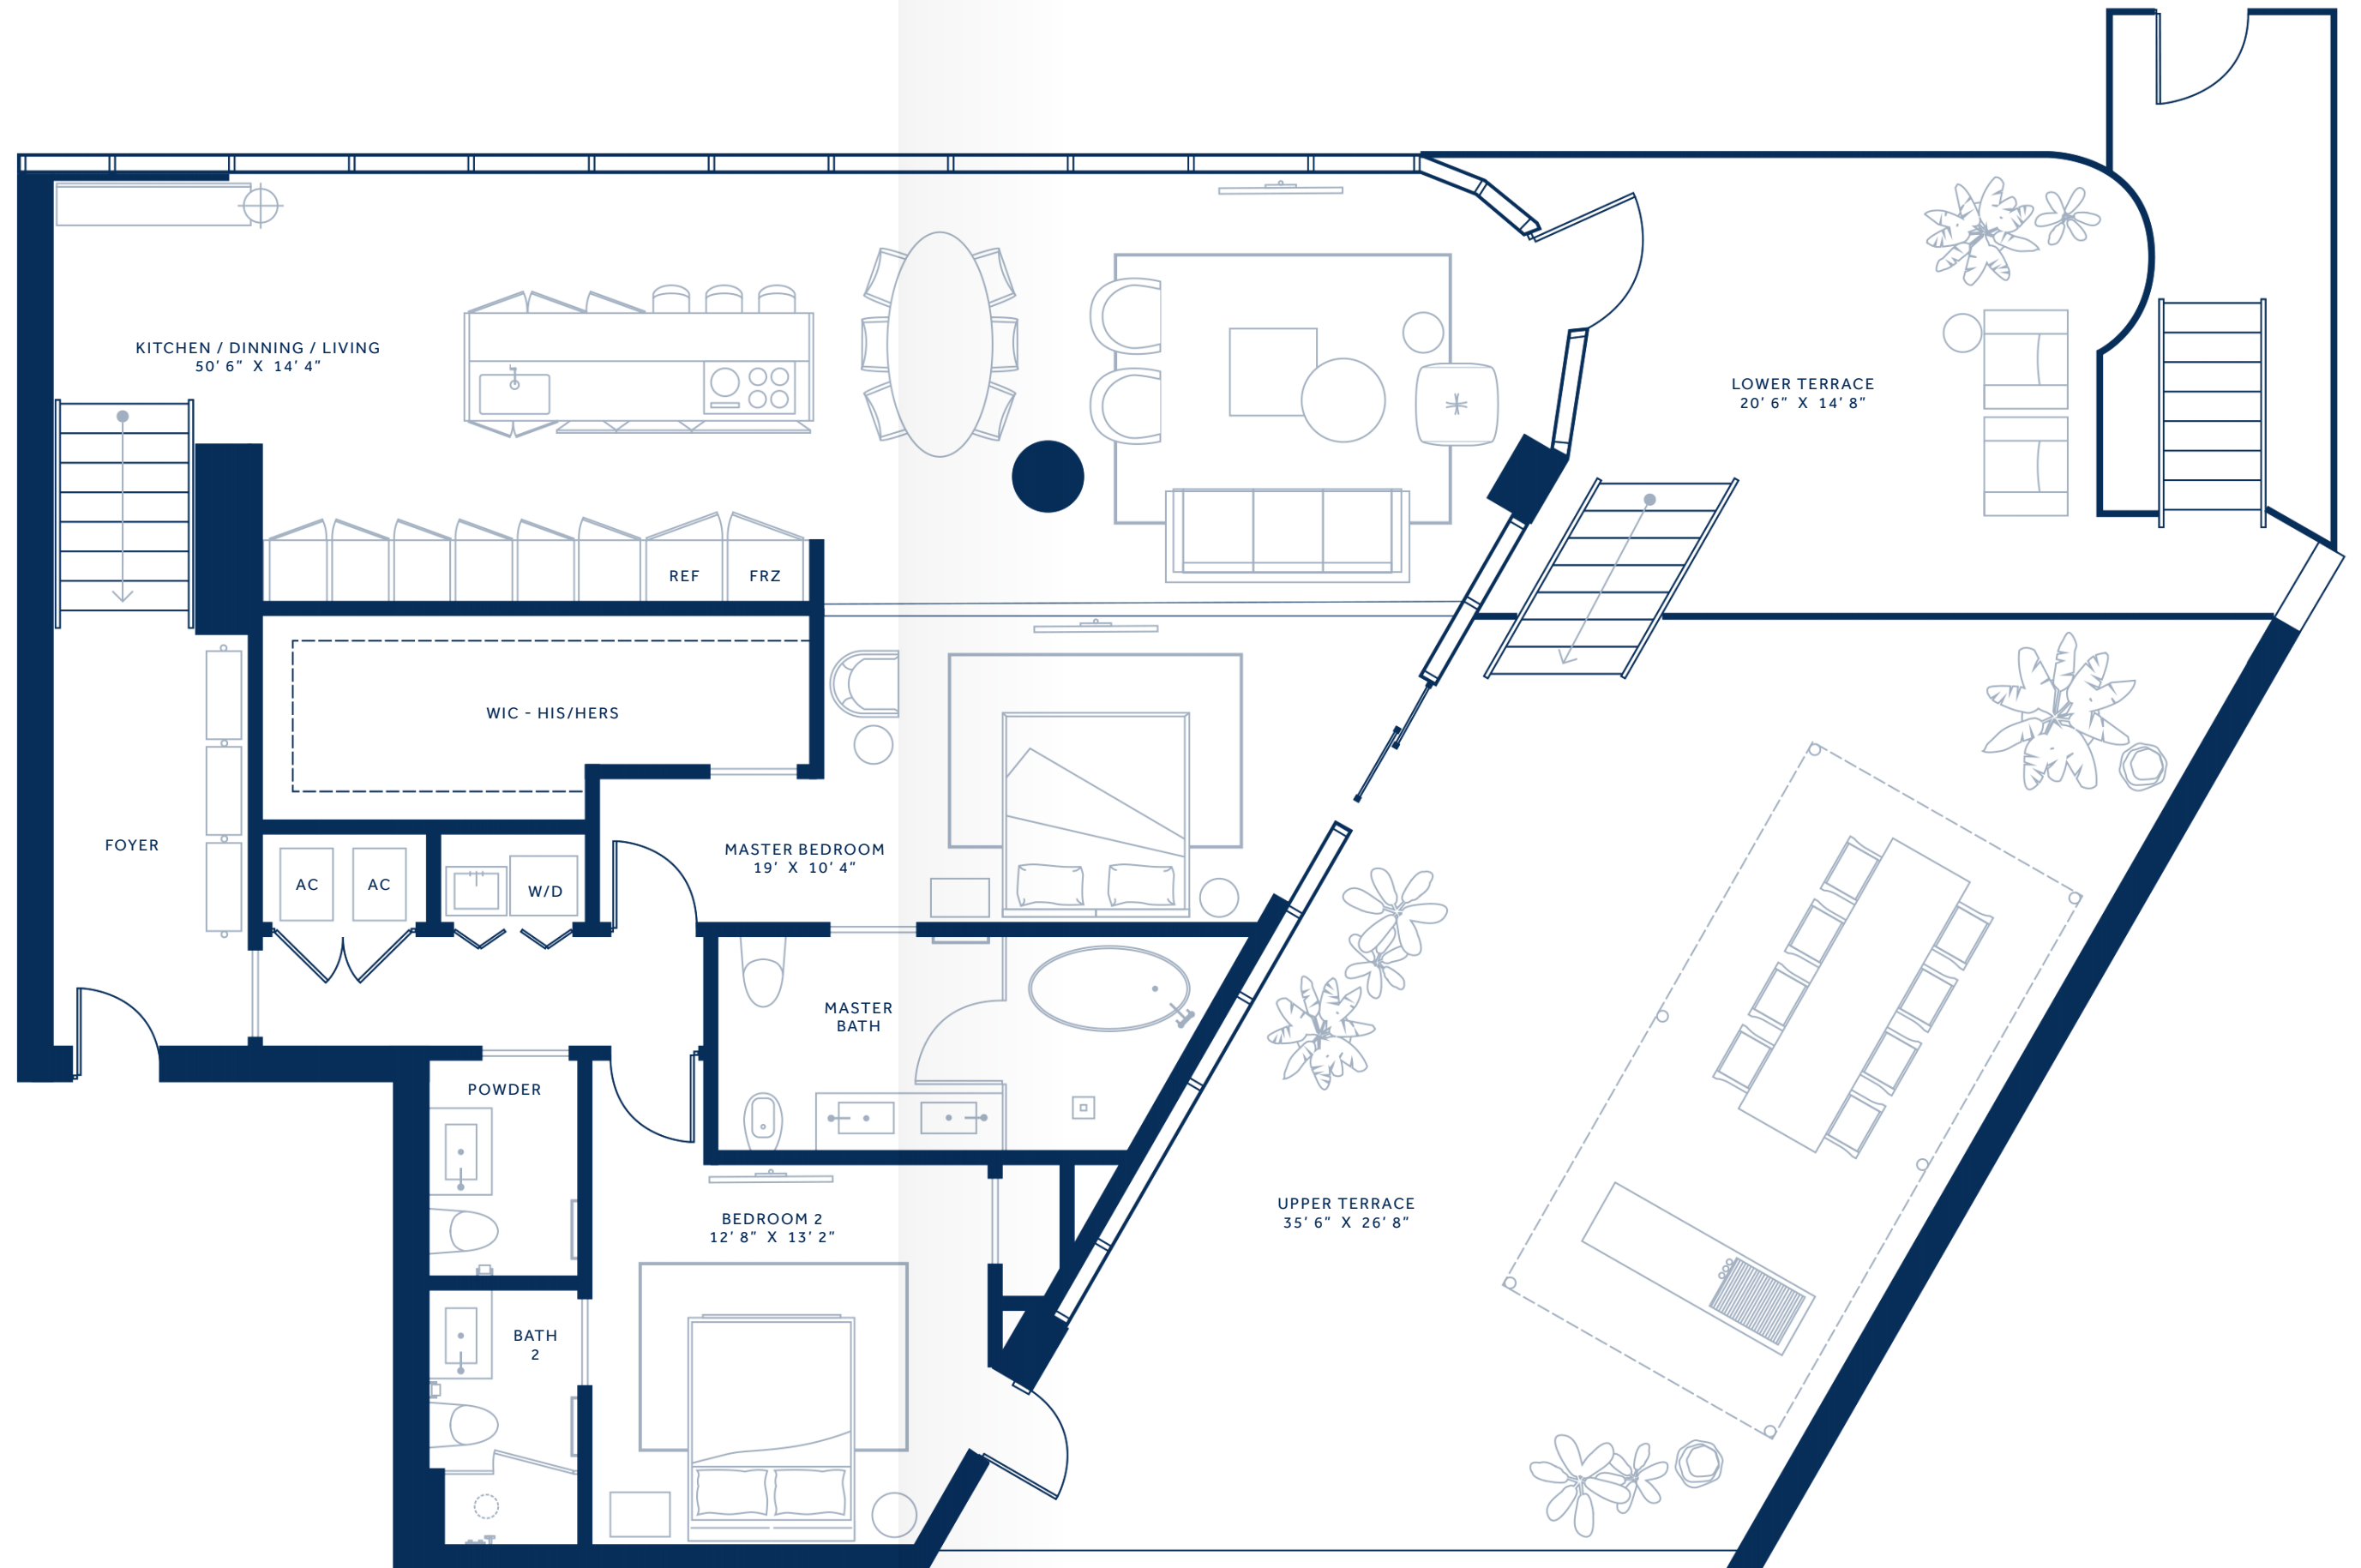 KITCHEN / DINNING / LIVING
50' 6" X 14' 4"
LOWER TERRACE
20' 6" X 14' 8"
REF
FRZ
WIC - HIS/HERS
FOYER
AC
AC
W/D
MASTER BEDROOM
19' X 10' 4"
MASTER
BATH
POWDER
BEDROOM 2
12' 8" X 13' 2"
UPPER TERRACE
35' 6" X 26' 8"
BATH
2